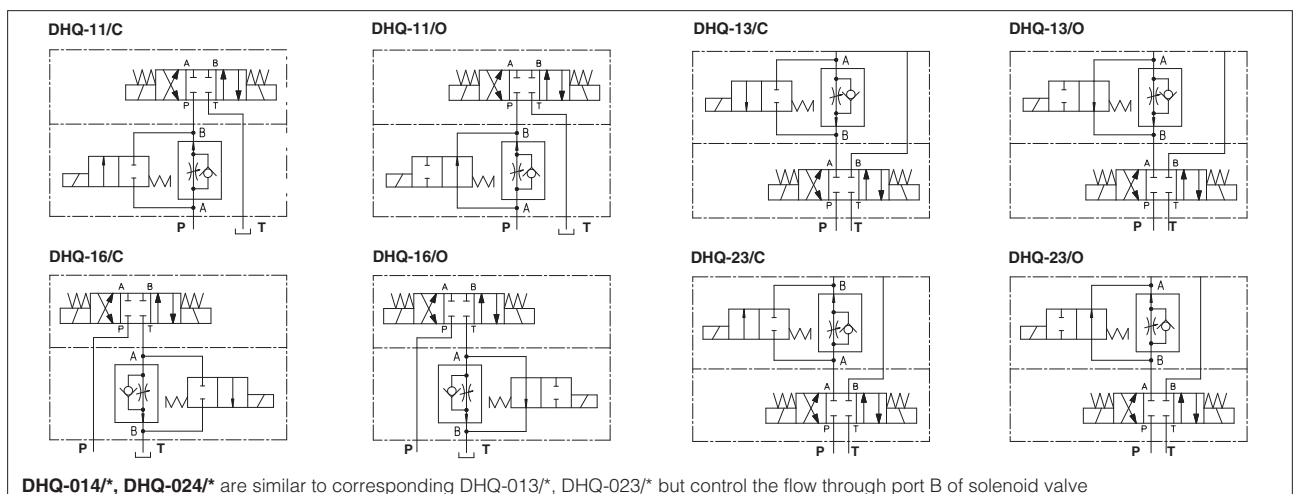 DHQ-11/C
A B
P T
B
A
P T
DHQ-11/O
A B
P T
B
A
P T
DHQ-13/C
A
B
A B
P T
P T
DHQ-13/O
A
B
A B
P T
P T
DHQ-16/C
A B
P T
A
B
P T
DHQ-16/O
A B
P T
A
B
P T
DHQ-23/C
B
A
A B
P T
P T
DHQ-23/O
A
B
A B
P T
P T
DHQ-014/*, DHQ-024/* are similar to corresponding DHQ-013/*, DHQ-023/* but control the flow through port B of solenoid valve